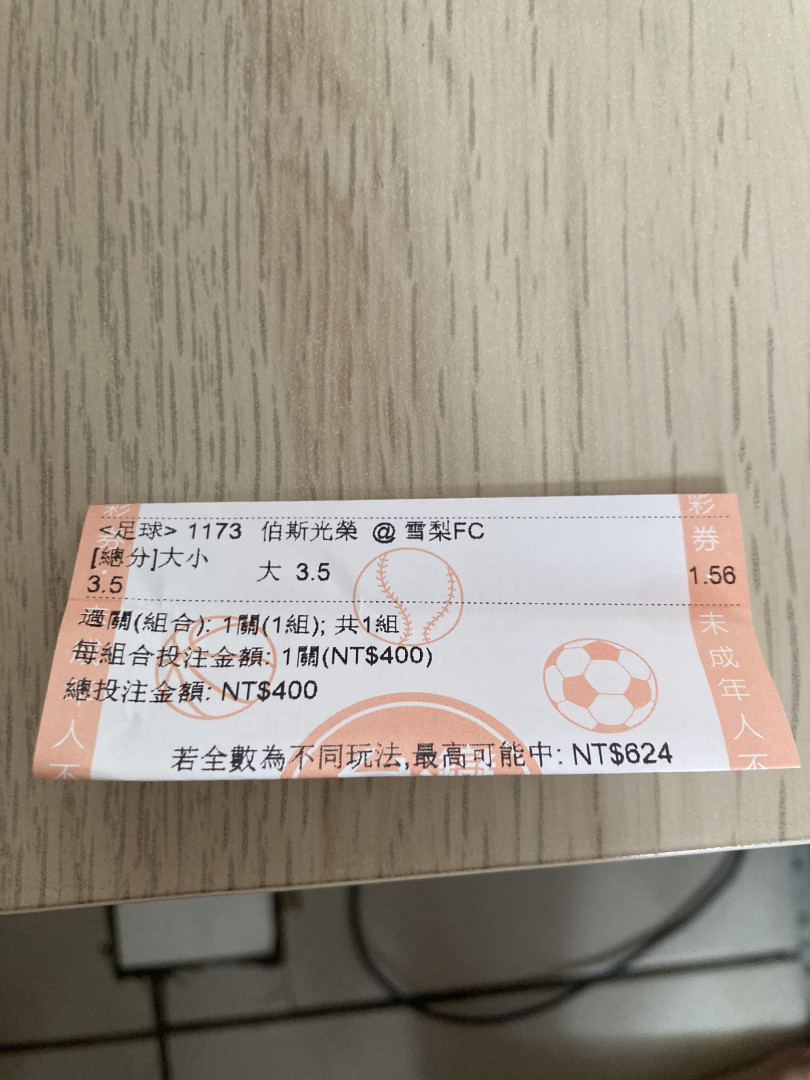 <足球> 1173 伯斯光榮 @ 雪梨FC
[總分]大小
3.5 大 3.5 1.56
過關(組合): 1關(1組); 共1組
每組合投注金額: 1關(NT$400)
總投注金額: NT$400
若全數為不同玩法,最高可能中: NT$624
彩券
未成年人不
人不